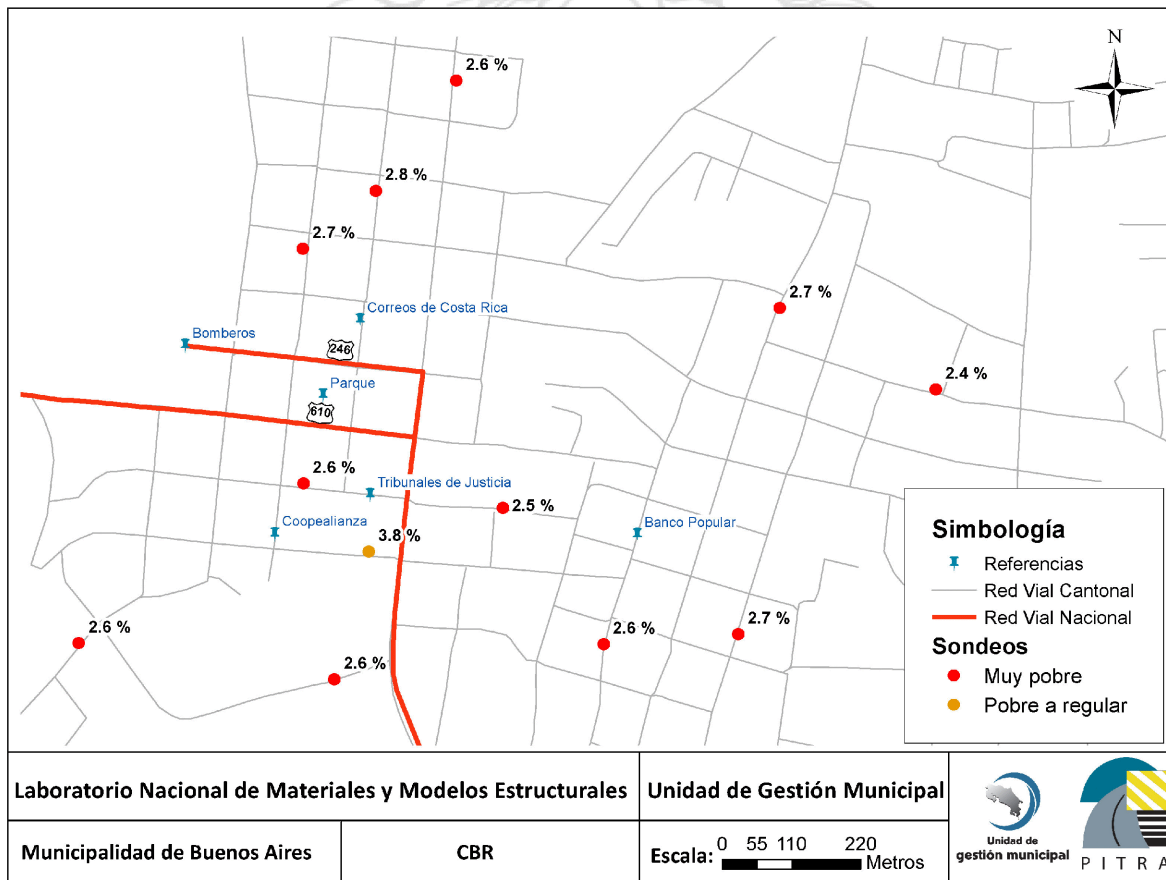 N
2.6 %
2.8 %
2.7 %
2.7 %
Correos de Costa Rica
Bomberos
246
2.4 %
Parque
610
2.6 %
Tribunales de Justicia
2.5 %
Coopealianza
3.8 %
Banco Popular
2.6 %
2.6 %
2.6 %
2.7 %
Simbología
Referencias
Red Vial Cantonal
Red Vial Nacional
Sondeos
Muy pobre
Pobre a regular
Laboratorio Nacional de Materiales y Modelos Estructurales
Unidad de Gestión Municipal
Municipalidad de Buenos Aires
CBR
Escala:
0 55 110 220
Metros
Unidad de
gestión municipal
PITRA